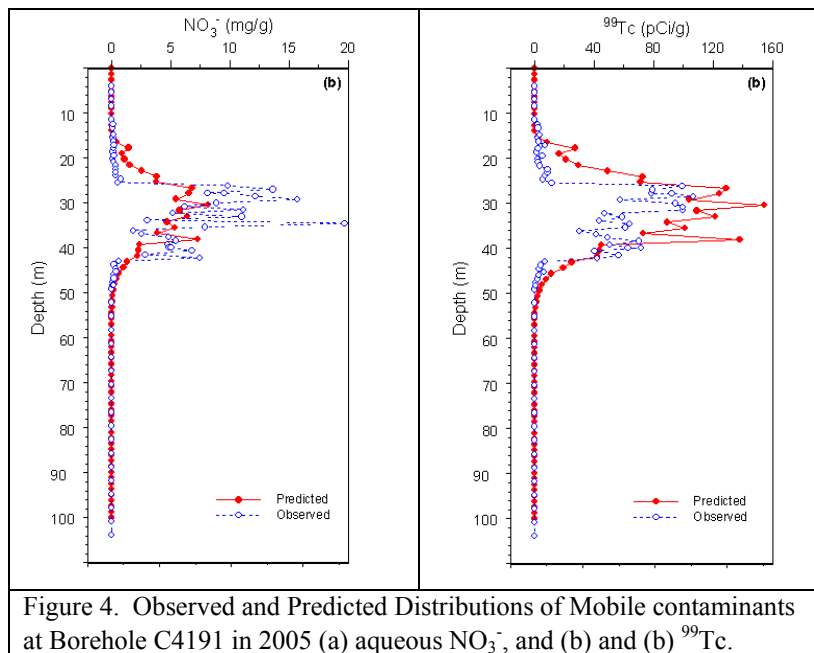 NO₃⁻ (mg/g)
0 5 10 15 20
(b)
10
20
30
40
50
60
70
80
90
100
Depth (m)
Predicted
Observed
⁹⁹Tc (pCi/g)
0 40 80 120 160
(b)
10
20
30
40
50
60
70
80
90
100
Depth (m)
Predicted
Observed
Figure 4. Observed and Predicted Distributions of Mobile contaminants
at Borehole C4191 in 2005 (a) aqueous NO₃⁻, and (b) and (b) ⁹⁹Tc.